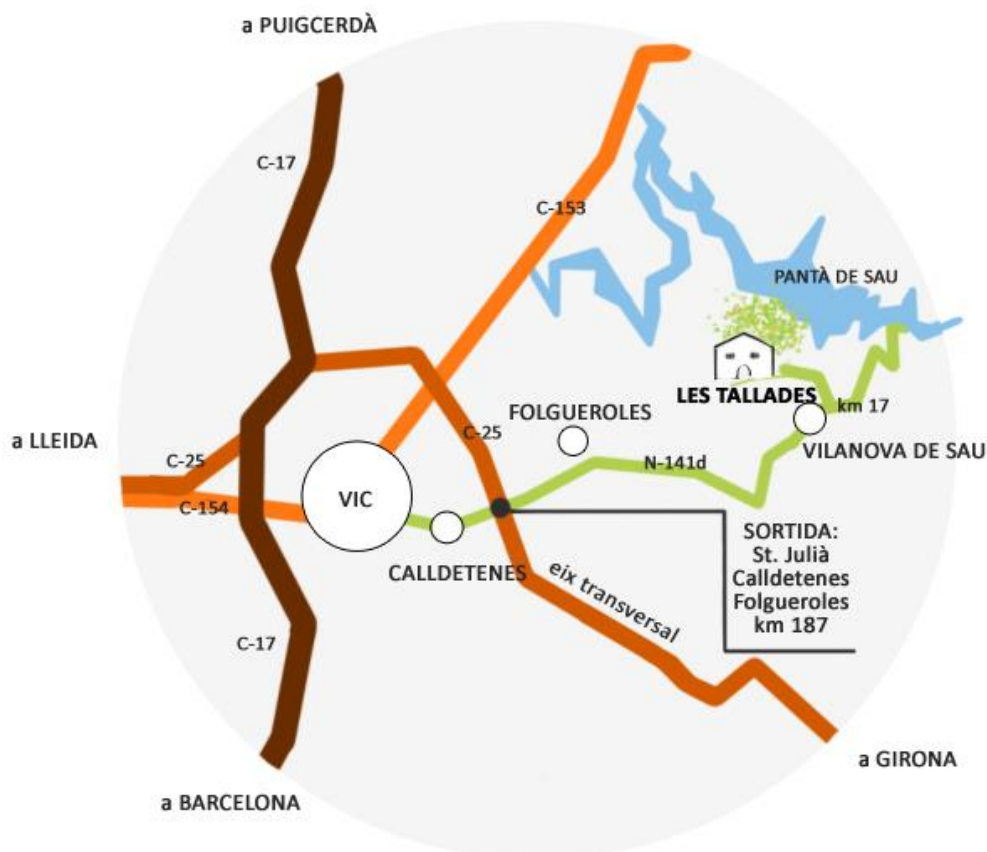 a PUIGCERDÀ
C-17
C-153
PANTÀ DE SAU
LES TALLADES
km 17
FOLGUEROLES
a LLEIDA
C-25
C-25
VILANOVA DE SAU
N-141d
VIC
C-154
SORTIDA:
St. Julià
Calldetenes
Folgueroles
km 187
CALLDETENES
eix transversal
C-17
a GIRONA
a BARCELONA